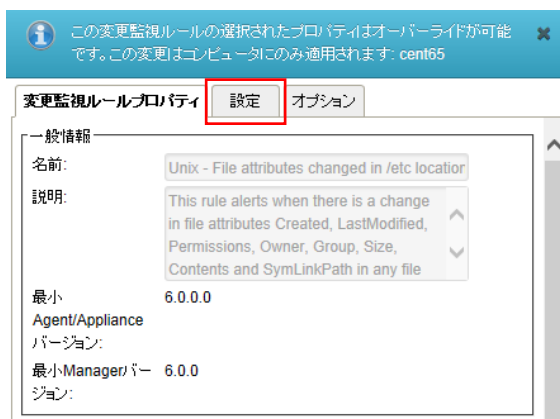 この変更監視ルールの選択されたプロパティはオーバーライドが可能
です。この変更はコンピュータにのみ適用されます: cent65
変更監視ルールプロパティ 設定 オプション
一般情報
名前: Unix - File attributes changed in /etc location
説明: This rule alerts when there is a change
in file attributes Created, LastModified,
Permissions, Owner, Group, Size,
Contents and SymLinkPath in any file
最小 6.0.0.0
Agent/Appliance
バージョン:
最小Managerバー 6.0.0
ジョン: